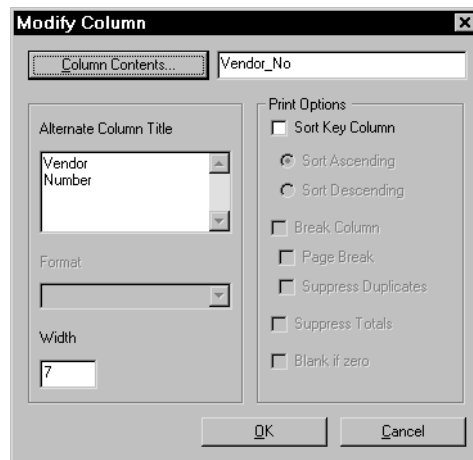 Modify Column
Column Contents...
Vendor_No
Alternate Column Title
Vendor
Number
Format
Width
7
Print Options
Sort Key Column
Sort Ascending
Sort Descending
Break Column
Page Break
Suppress Duplicates
Suppress Totals
Blank if zero
OK
Cancel